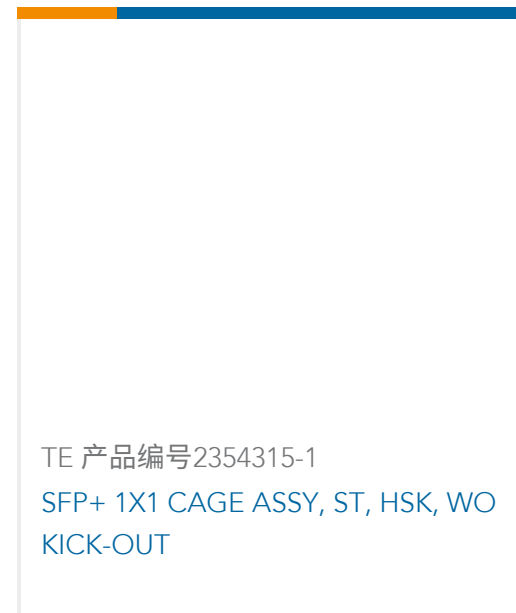 TE 产品编号2354315-1
SFP+ 1X1 CAGE ASSY, ST, HSK, WO
KICK-OUT